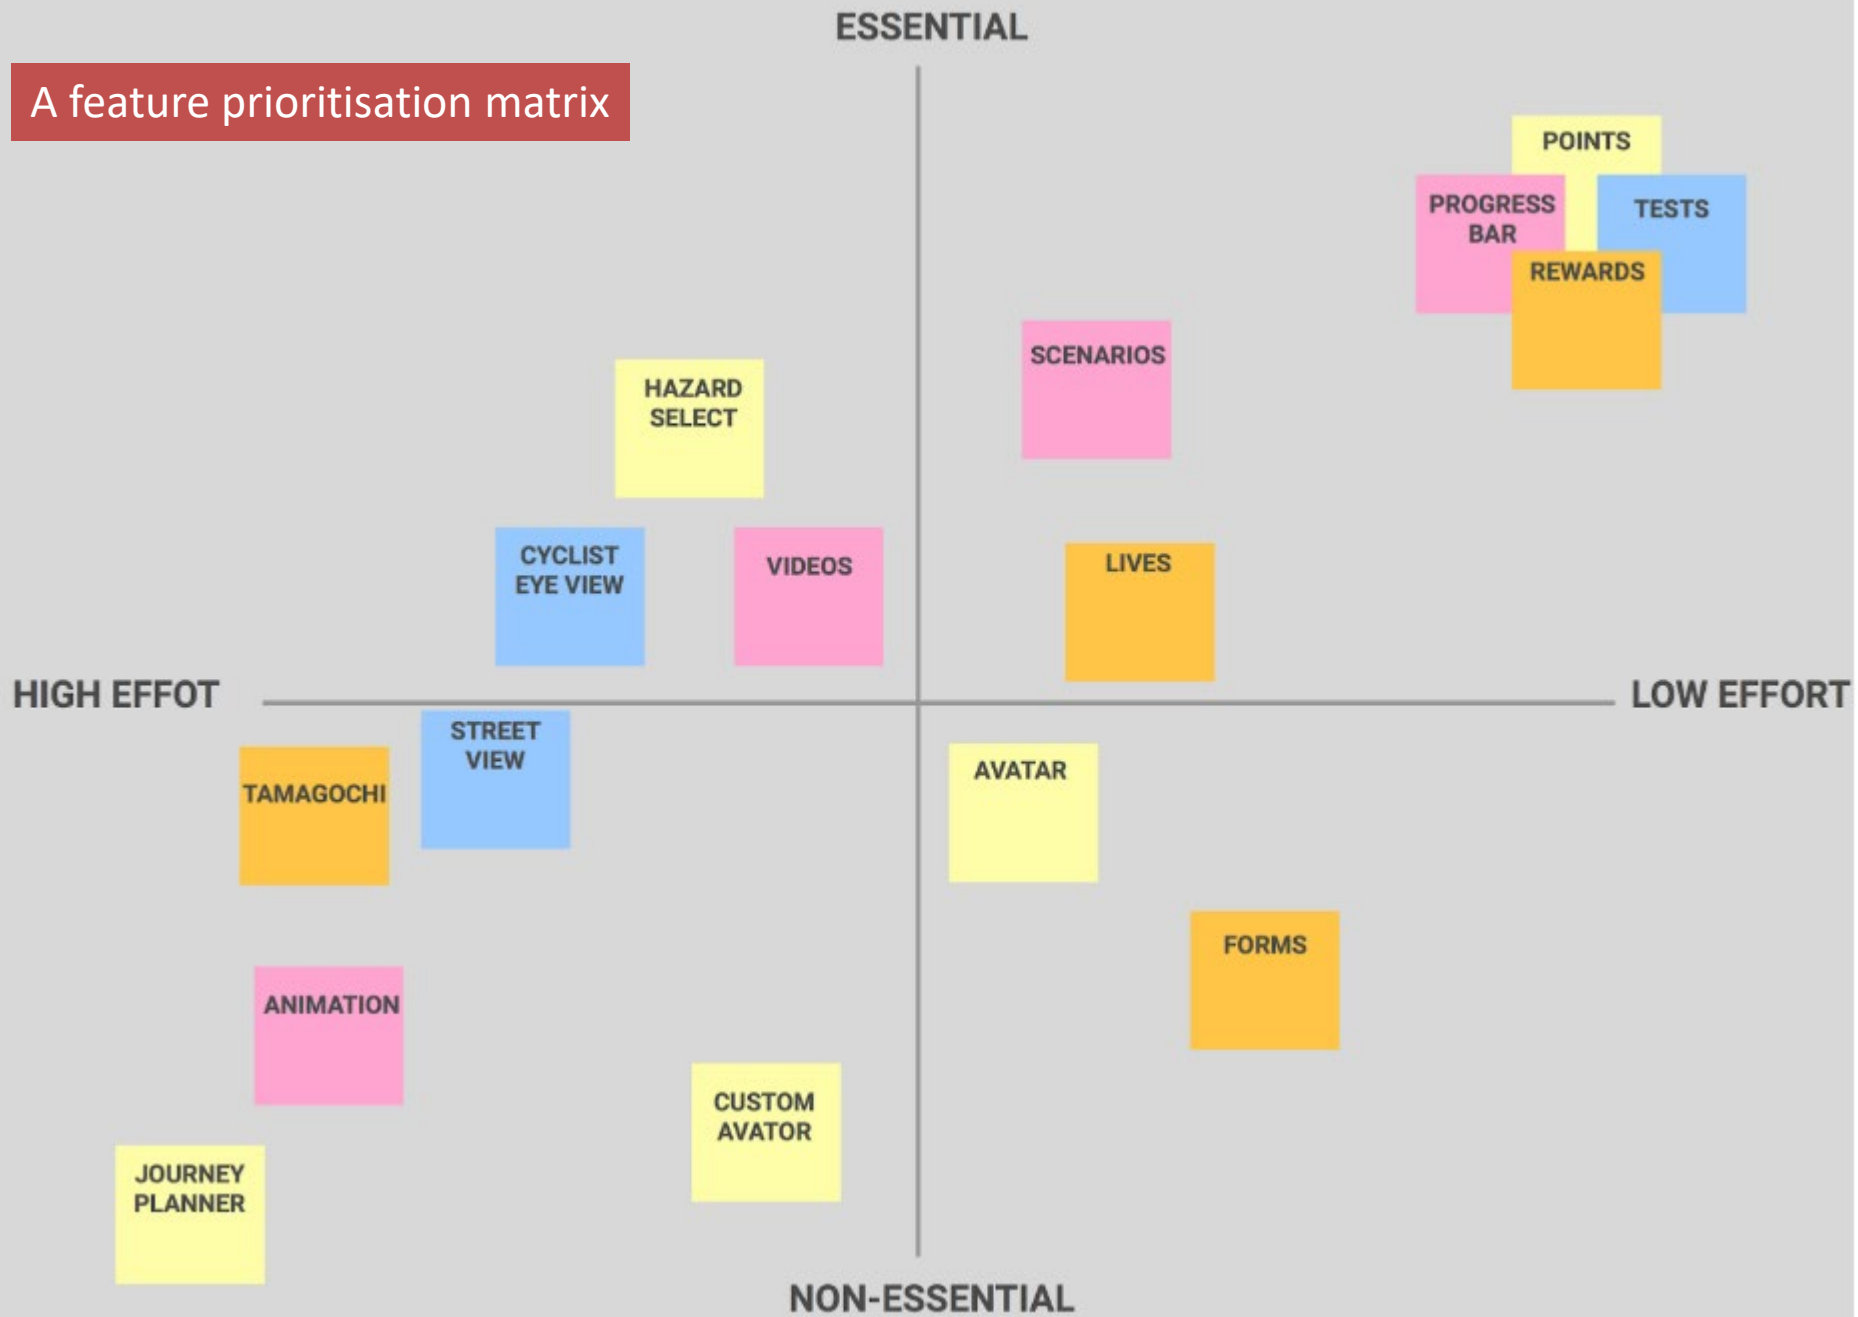 ESSENTIAL
A feature prioritisation matrix
POINTS
PROGRESS
BAR
TESTS
REWARDS
SCENARIOS
HAZARD
SELECT
CYCLIST
EYE VIEW
VIDEOS
LIVES
HIGH EFFOT
LOW EFFORT
STREET
VIEW
TAMAGOCHI
AVATAR
FORMS
ANIMATION
CUSTOM
AVATOR
JOURNEY
PLANNER
NON-ESSENTIAL